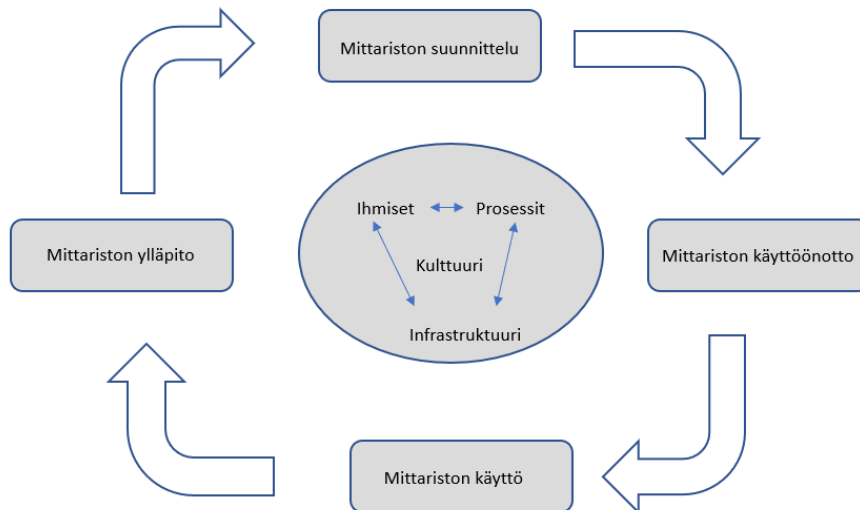 Mittariston suunnittelu
Ihmiset
Prosessit
Mittariston ylläpito
Kulttuuri
Mittariston käyttöönotto
Infrastruktuuri
Mittariston käyttö